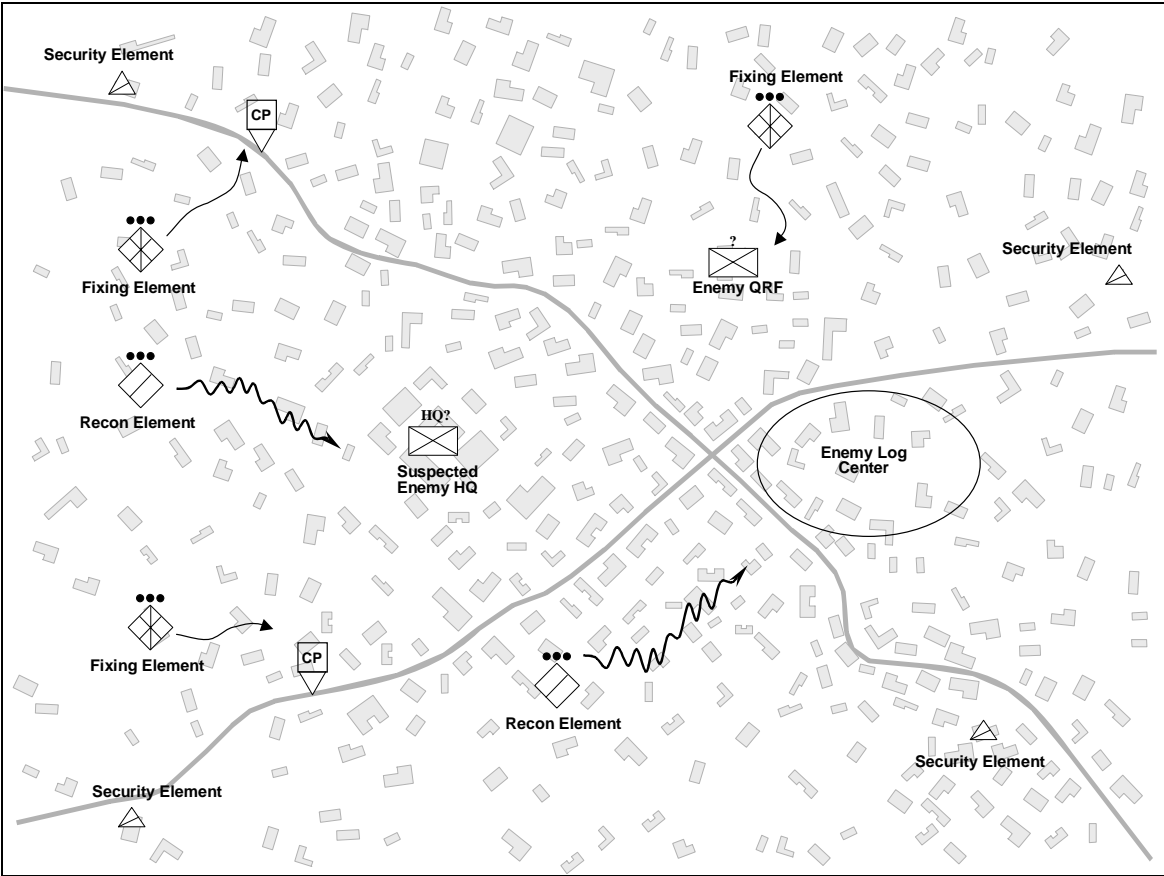 Security Element
CP
Fixing Element
Fixing Element
?
Enemy QRF
Security Element
Recon Element
HQ?
Suspected
Enemy HQ
Enemy Log
Center
Fixing Element
CP
Recon Element
Security Element
Security Element